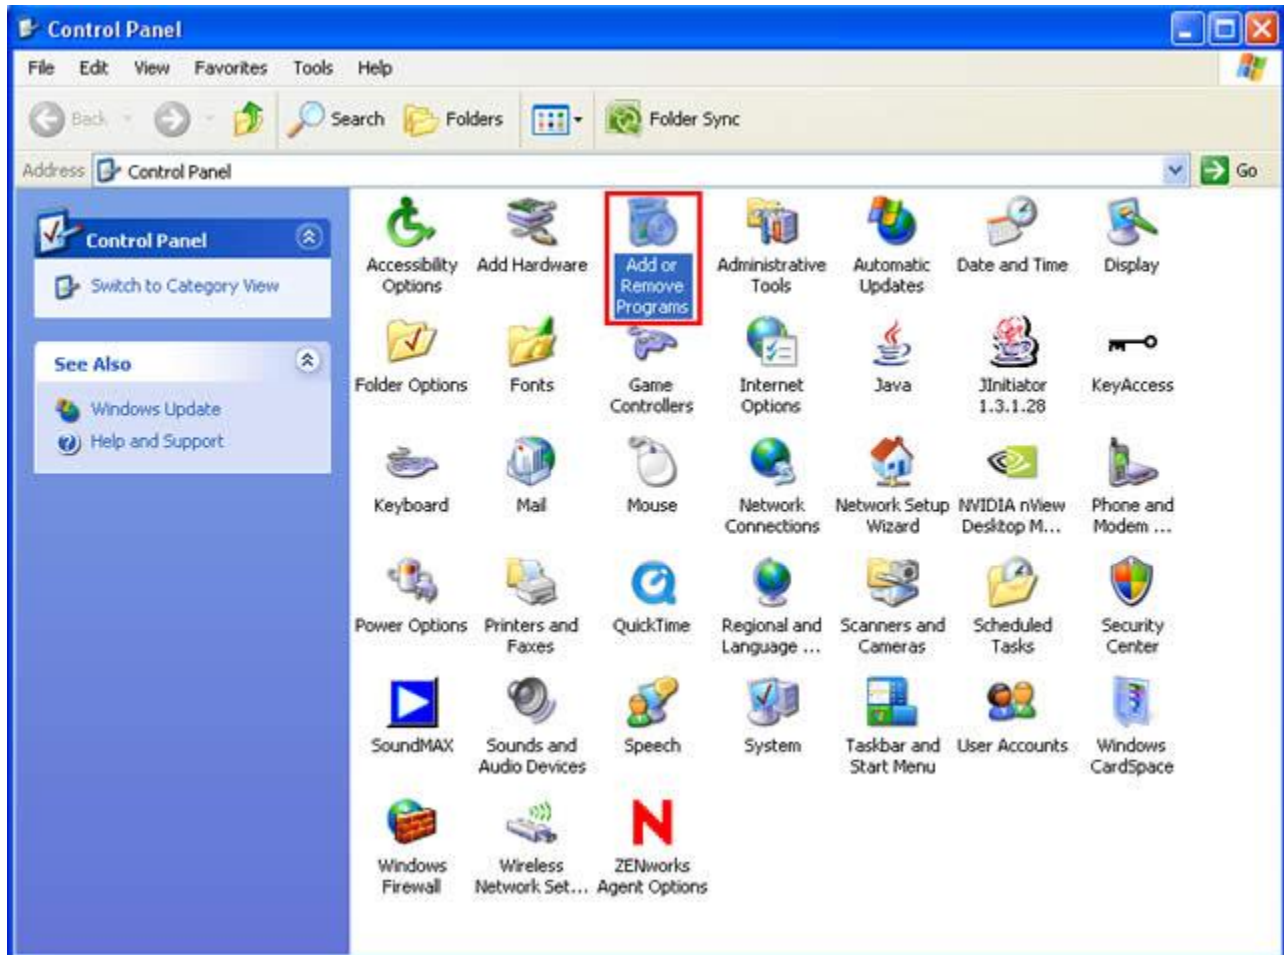 Control Panel
File Edit View Favorites Tools Help
Back Search Folders Folder Sync
Address Control Panel Go
Control Panel
Switch to Category View
See Also
Windows Update
Help and Support
Accessibility Options
Add Hardware
Add or Remove Programs
Administrative Tools
Automatic Updates
Date and Time
Display
Folder Options
Fonts
Game Controllers
Internet Options
Java
JInitiator 1.3.1.28
KeyAccess
Keyboard
Mail
Mouse
Network Connections
Network Setup Wizard
NVIDIA nView Desktop M...
Phone and Modem ...
Power Options
Printers and Faxes
QuickTime
Regional and Language ...
Scanners and Cameras
Scheduled Tasks
Security Center
SoundMAX
Sounds and Audio Devices
Speech
System
Taskbar and Start Menu
User Accounts
Windows CardSpace
Windows Firewall
Wireless Network Set...
ZENworks Agent Options